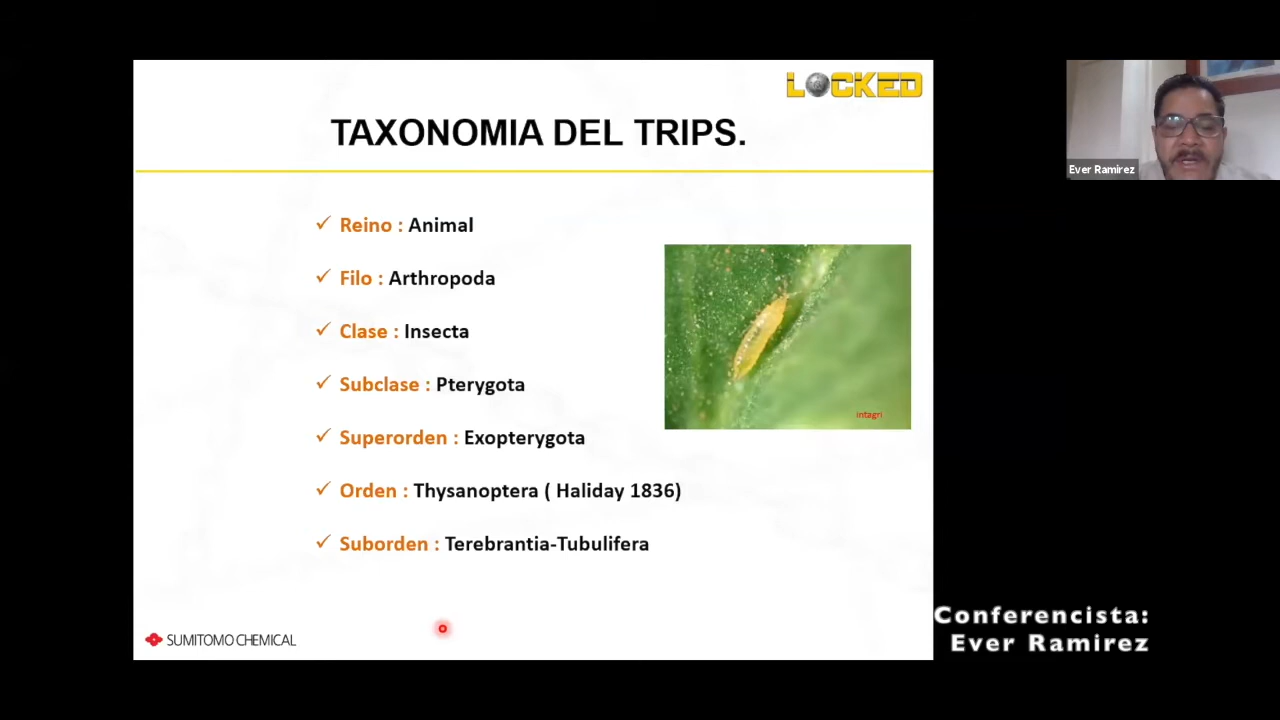 LOCKED
TAXONOMIA DEL TRIPS.
✓ Reino : Animal
✓ Filo : Arthropoda
✓ Clase : Insecta
✓ Subclase : Pterygota
✓ Superorden : Exopterygota
✓ Orden : Thysanoptera ( Haliday 1836)
✓ Suborden : Terebrantia-Tubulifera
intagri
SUMITOMO CHEMICAL
Ever Ramirez
Conferencista:
Ever Ramirez